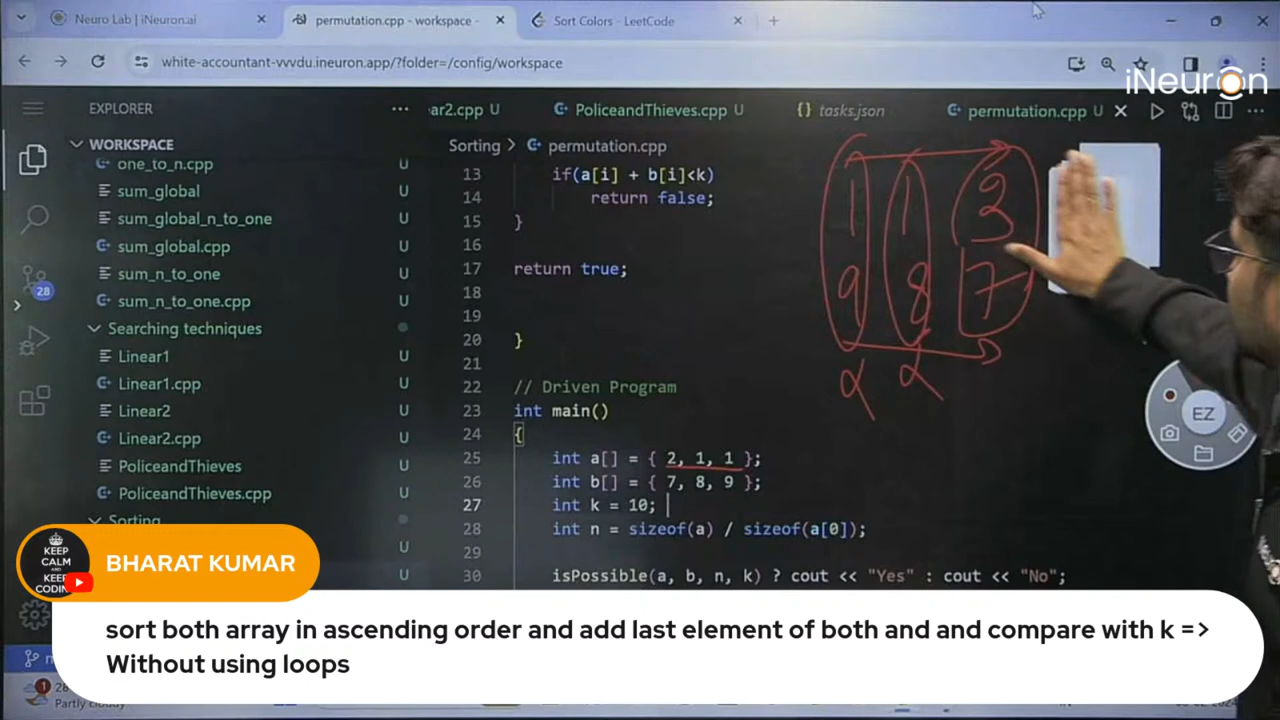 Neuro Lab | iNeuron.ai
permutation.cpp - workspace -
Sort Colors - LeetCode
white-accountant-vvvdu.ineuron.app/?folder=/config/workspace
iNeuron
EXPLORER
ar2.cpp U
PoliceandThieves.cpp U
tasks.json
permutation.cpp U
WORKSPACE
Sorting > permutation.cpp
one_to_n.cpp U
sum_global U
sum_global_n_to_one U
sum_global.cpp U
sum_n_to_one U
sum_n_to_one.cpp U
Searching techniques
Linear1 U
Linear1.cpp U
Linear2 U
Linear2.cpp U
PoliceandThieves U
PoliceandThieves.cpp U
Sorting
U
U
28
13 if(a[i] + b[i]<k)
14 return false;
15 }
16
17 return true;
18
19
20 }
21
22 // Driven Program
23 int main()
24 {
25 int a[] = { 2, 1, 1 };
26 int b[] = { 7, 8, 9 };
27 int k = 10;
28 int n = sizeof(a) / sizeof(a[0]);
29
30 isPossible(a, b, n, k) ? cout << "Yes" : cout << "No";
1 1
9 8 7
EZ
KEEP
CALM
AND
KEEP
BHARAT KUMAR
sort both array in ascending order and add last element of both and and compare with k =>
Without using loops
1
Partly cloudy